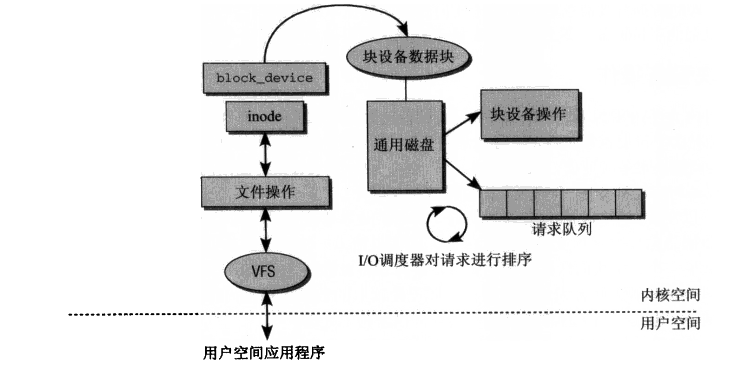 块设备数据块
block_device
inode
通用磁盘
块设备操作
文件操作
请求队列
I/O调度器对请求进行排序
VFS
内核空间
用户空间
用户空间应用程序